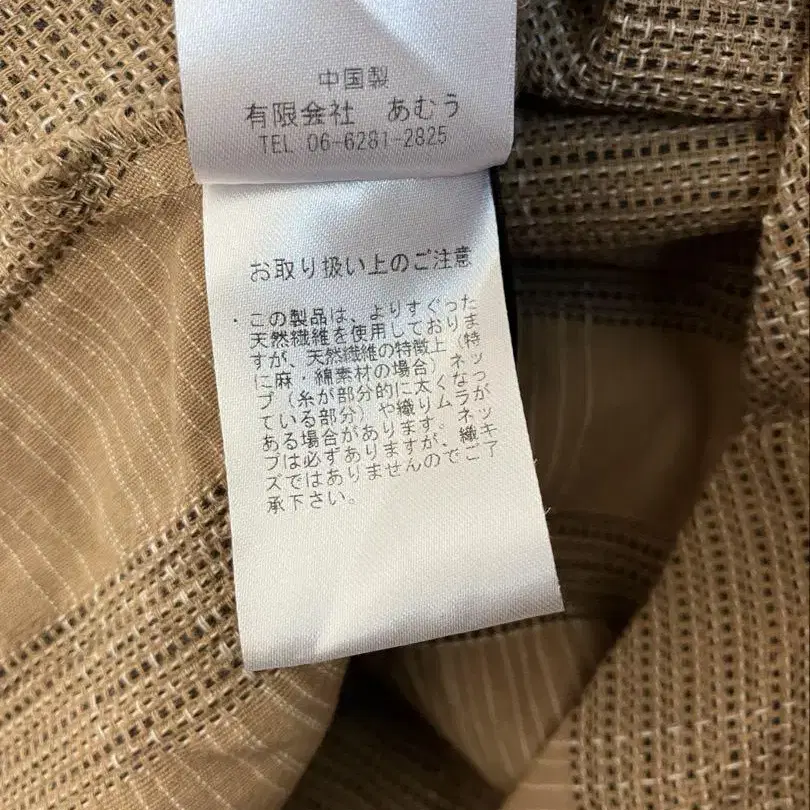 中国製
有限会社　あむう
TEL 06-6281-2825
お取り扱い上のご注意
・この製品は、よりすぐった
天然繊維を使用しておりま
すが、天然繊維の特徴上（特
に麻・綿素材の場合）ネッ
プ（糸が部分的に太くなっ
ている部分）や織りムラが
ある場合があります。ネッ
プは必ずありますが、織キ
ズではありませんのでご了
承下さい。